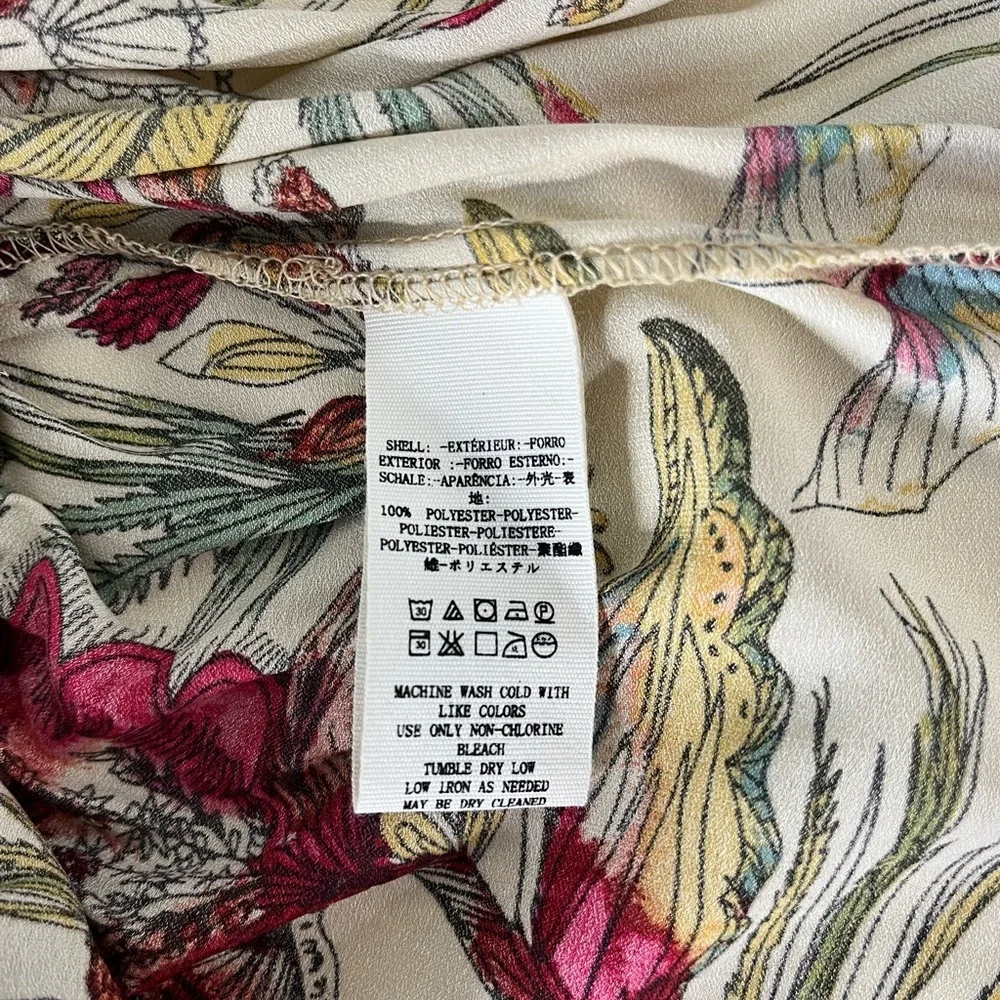 SHELL: -EXTÉRIEUR:-FORRO
EXTERIOR :-FORRO ESTERNO:-
SCHALE:-APARÊNCIA:-外光-表
地:
100% POLYESTER-POLYESTER-
POLIESTER-POLIESTERE-
POLYESTER-POLIÉSTER-聚酯纖
維-ポリエステル
30
30
MACHINE WASH COLD WITH
LIKE COLORS
USE ONLY NON-CHLORINE
BLEACH
TUMBLE DRY LOW
LOW IRON AS NEEDED
MAY BE DRY CLEANED